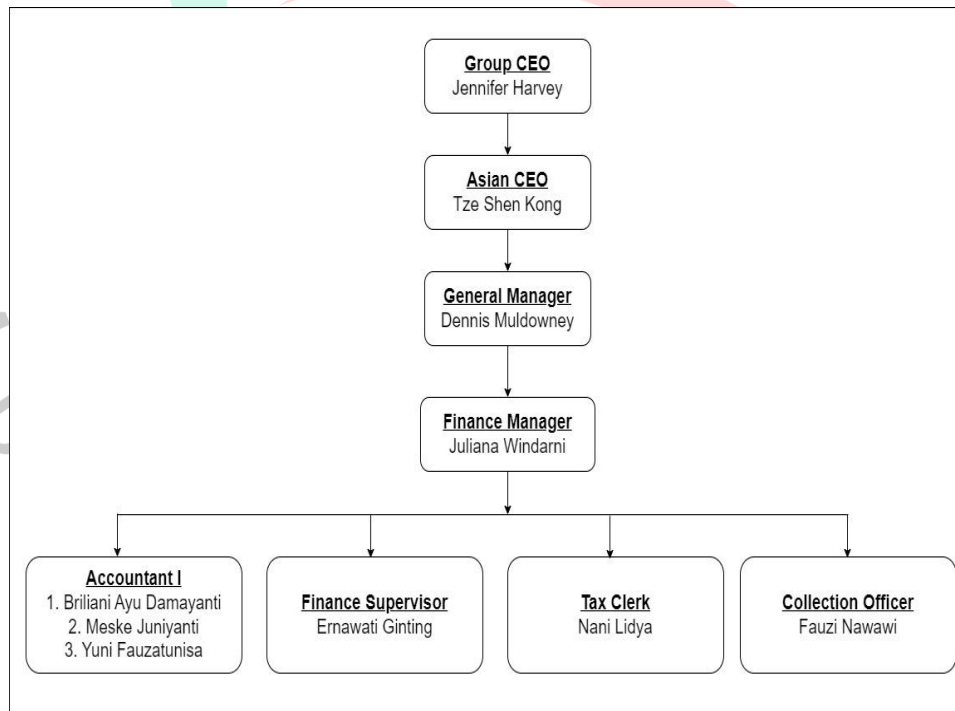 Group CEO
Jennifer Harvey
Asian CEO
Tze Shen Kong
General Manager
Dennis Muldowney
Finance Manager
Juliana Windarni
Accountant I
1. Briliani Ayu Damayanti
2. Meske Juniyanti
3. Yuni Fauzatunisa
Finance Supervisor
Ernawati Ginting
Tax Clerk
Nani Lidya
Collection Officer
Fauzi Nawawi